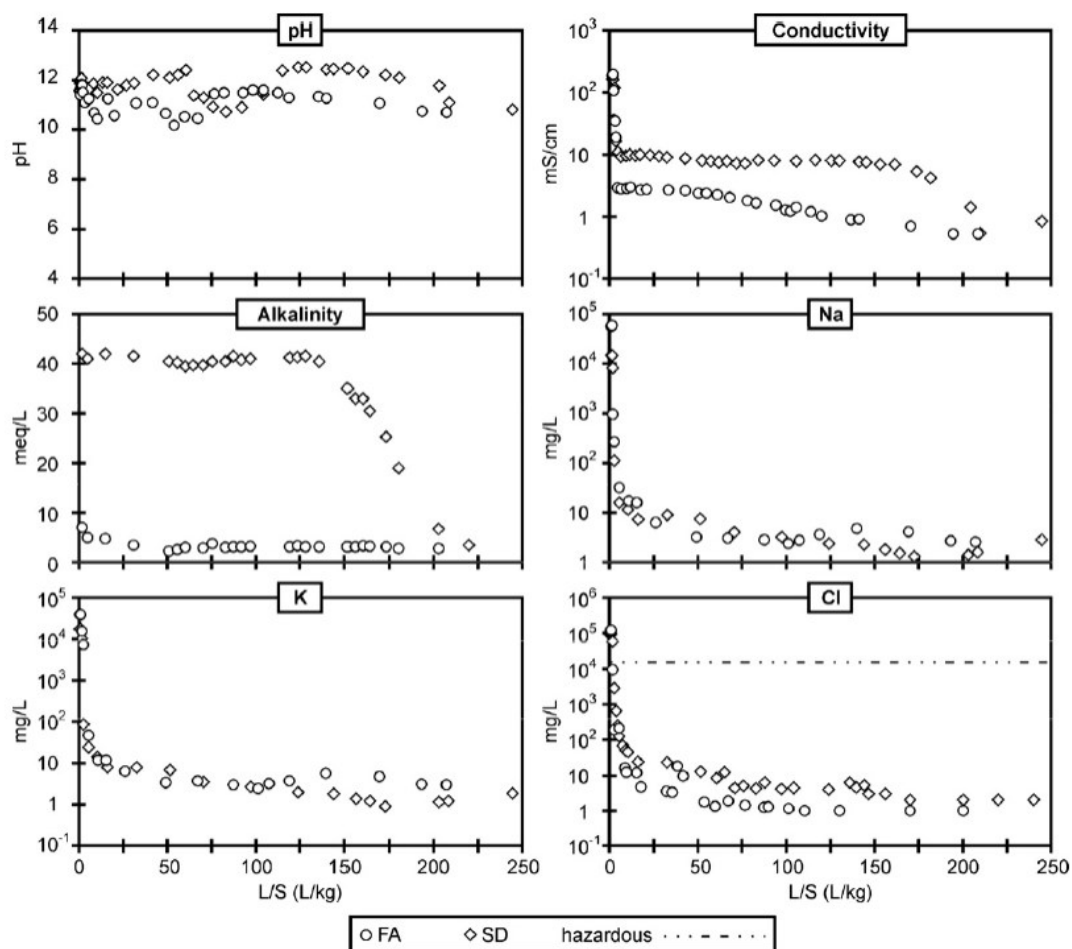 pH
14
12
10
8
6
4
pH
Conductivity
10³
10²
10
1
10⁻¹
mS/cm
Alkalinity
50
40
30
20
10
0
meq/L
Na
10⁵
10⁴
10³
10²
10
1
mg/L
K
10⁵
10⁴
10³
10²
10
1
10⁻¹
mg/L
0 50 100 150 200 250
L/S (L/kg)
Cl
10⁶
10⁵
10⁴
10³
10²
10
1
10⁻¹
mg/L
0 50 100 150 200 250
L/S (L/kg)
FA SD hazardous